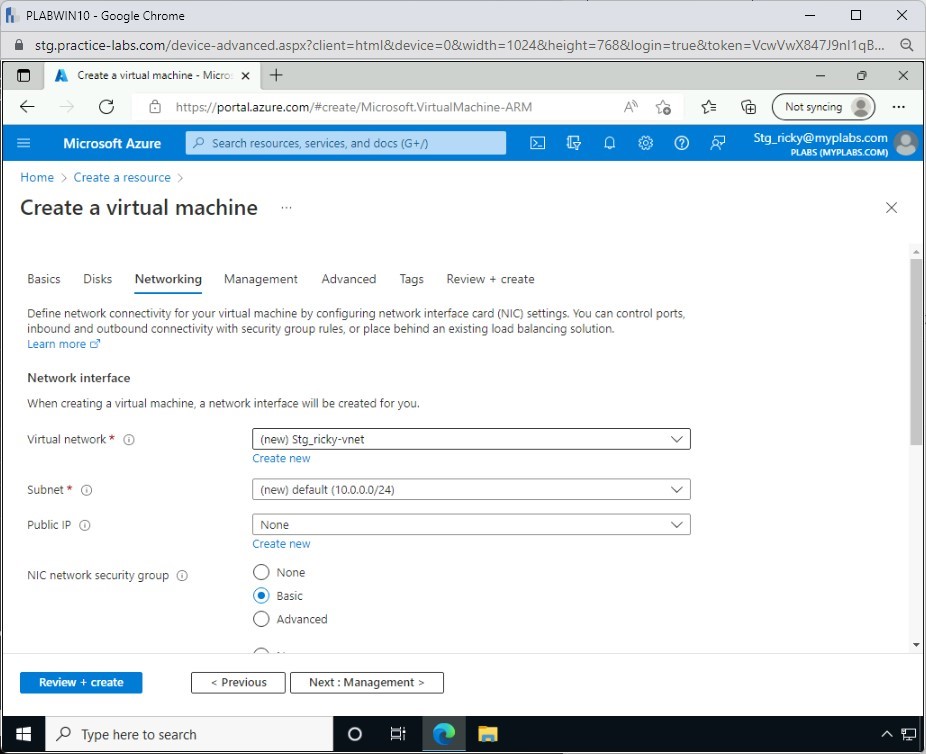 PLABWIN10 - Google Chrome
stg.practice-labs.com/device-advanced.aspx?client=html&device=0&width=1024&height=768&login=true&token=VcwVwX847J9nI1qB...
Create a virtual machine - Micro
https://portal.azure.com/#create/Microsoft.VirtualMachine-ARM
Not syncing
Microsoft Azure
Search resources, services, and docs (G+/)
Stg_ricky@myplabs.com
PLABS (MYPLABS.COM)
Home > Create a resource >
Create a virtual machine ...
Basics Disks Networking Management Advanced Tags Review + create
Define network connectivity for your virtual machine by configuring network interface card (NIC) settings. You can control ports,
inbound and outbound connectivity with security group rules, or place behind an existing load balancing solution.
Learn more
Network interface
When creating a virtual machine, a network interface will be created for you.
Virtual network * (new) Stg_ricky-vnet
Create new
Subnet * (new) default (10.0.0.0/24)
Public IP None
Create new
NIC network security group None
Basic
Advanced
Review + create < Previous Next : Management >
Type here to search